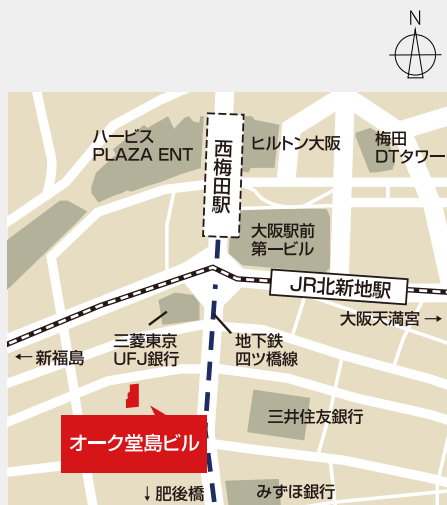 N
ハービス
PLAZA ENT
西梅田駅
ヒルトン大阪
梅田
DTタワー
大阪駅前
第一ビル
JR北新地駅
大阪天満宮 →
三菱東京
UFJ銀行
地下鉄
四ツ橋線
← 新福島
三井住友銀行
オーク堂島ビル
↓ 肥後橋
みずほ銀行